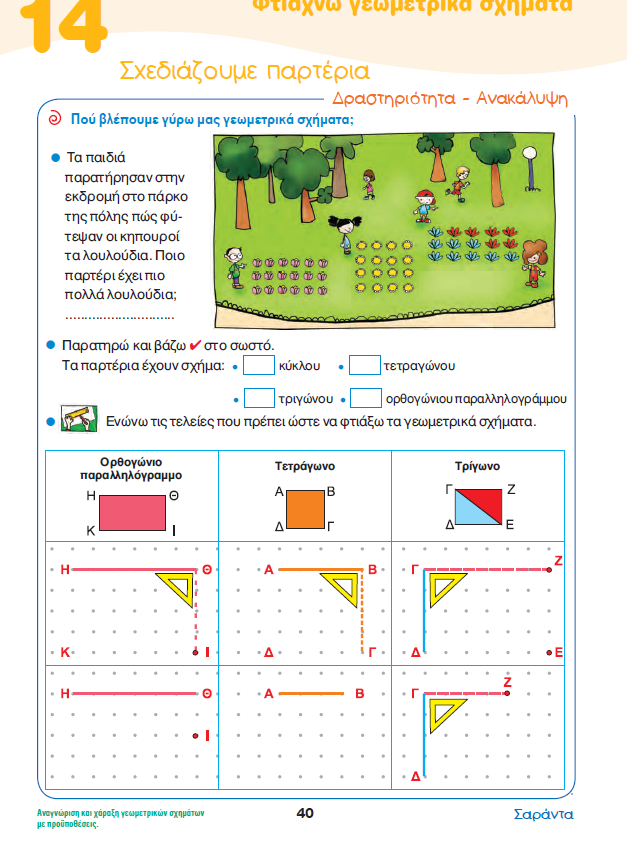 14
Φτιάχνω γεωμετρικά σχήματα
Σχεδιάζουμε παρτέρια
Δραστηριότητα - Ανακάλυψη
Πού βλέπουμε γύρω μας γεωμετρικά σχήματα;
Τα παιδιά
παρατήρησαν στην
εκδρομή στο πάρκο
της πόλης πώς φύ-
τεψαν οι κηπουροί
τα λουλούδια. Ποιο
παρτέρι έχει πιο
πολλά λουλούδια;
..............................
Παρατηρώ και βάζω ✔ στο σωστό.
Τα παρτέρια έχουν σχήμα: • κύκλου • τετραγώνου
• τριγώνου • ορθογώνιου παραλληλογράμμου
Ενώνω τις τελείες που πρέπει ώστε να φτιάξω τα γεωμετρικά σχήματα.
Ορθογώνιο
παραλληλόγραμμο
Η Θ
Κ Ι
Τετράγωνο
Α Β
Δ Γ
Τρίγωνο
Γ Ζ
Δ Ε
Η Θ
Κ Ι
Α Β
Δ Γ
Γ Ζ
Δ Ε
Η Θ
Ι
Α Β
Γ Ζ
Δ
Αναγνώριση και χάραξη γεωμετρικών σχημάτων
με προϋποθέσεις.
40
Σαράντα